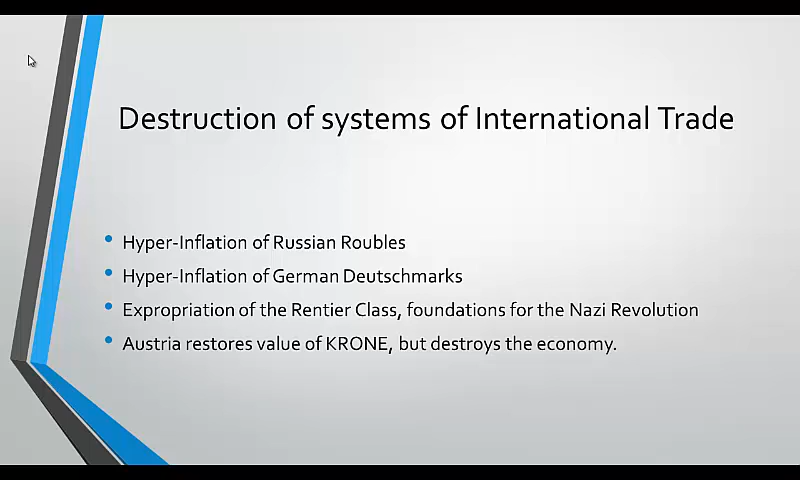 Destruction of systems of International Trade
Hyper-Inflation of Russian Roubles
Hyper-Inflation of German Deutschmarks
Expropriation of the Rentier Class, foundations for the Nazi Revolution
Austria restores value of KRONE, but destroys the economy.